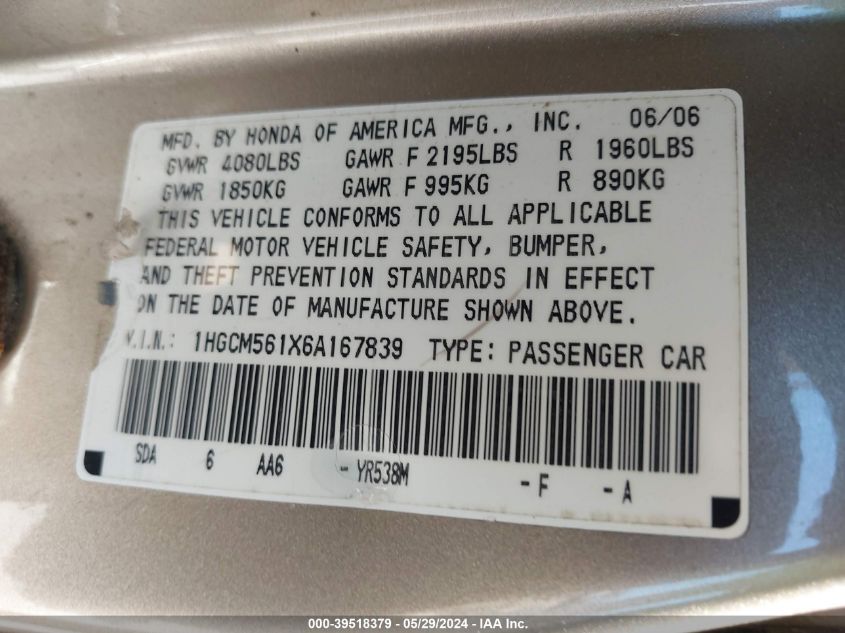 MFD. BY HONDA OF AMERICA MFG., INC. 06/06
GVWR 4080LBS GAWR F 2195LBS R 1960LBS
GVWR 1850KG GAWR F 995KG R 890KG
THIS VEHICLE CONFORMS TO ALL APPLICABLE
FEDERAL MOTOR VEHICLE SAFETY, BUMPER,
AND THEFT PREVENTION STANDARDS IN EFFECT
ON THE DATE OF MANUFACTURE SHOWN ABOVE.
V.I.N.: 1HGCM561X6A167839 TYPE: PASSENGER CAR
SDA 6 AA6 -YR538M -F -A
000-39518379 - 05/29/2024 - IAA Inc.